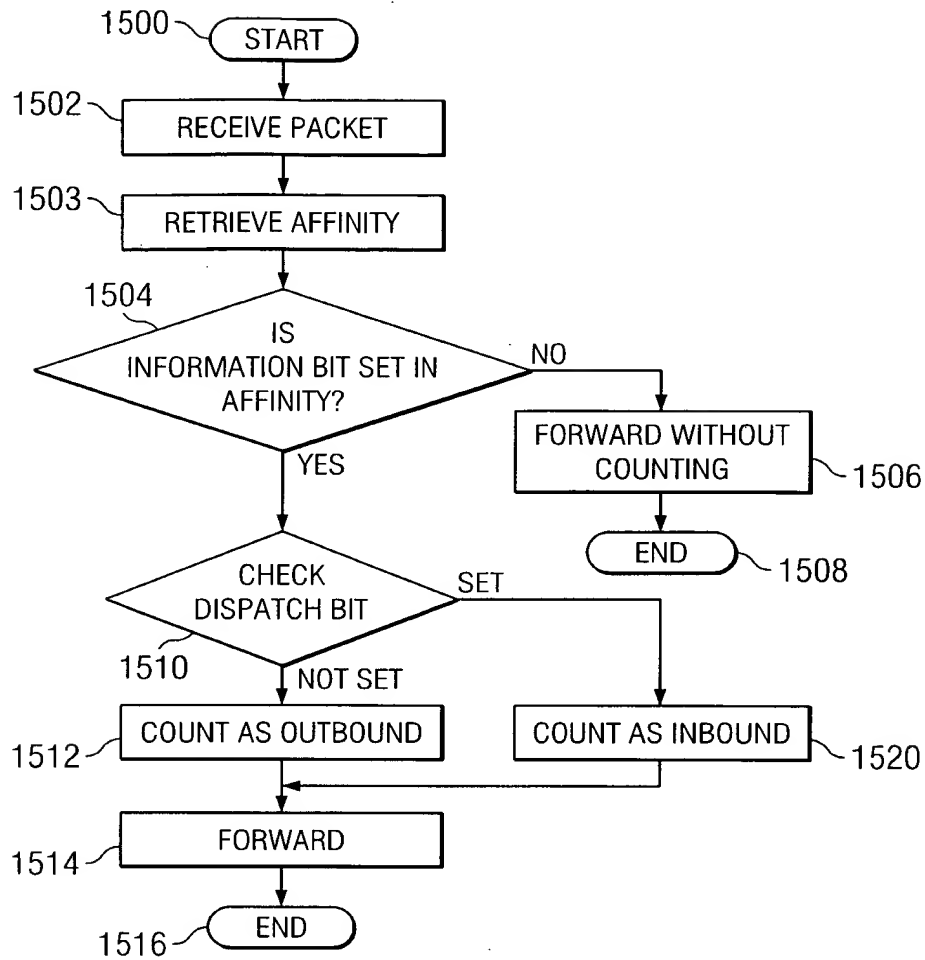 1500
START
1502
RECEIVE PACKET
1503
RETRIEVE AFFINITY
1504
IS
INFORMATION BIT SET IN
AFFINITY?
NO
YES
FORWARD WITHOUT
COUNTING
1506
END
1508
CHECK
DISPATCH BIT
SET
1510
NOT SET
COUNT AS OUTBOUND
1512
COUNT AS INBOUND
1520
FORWARD
1514
END
1516